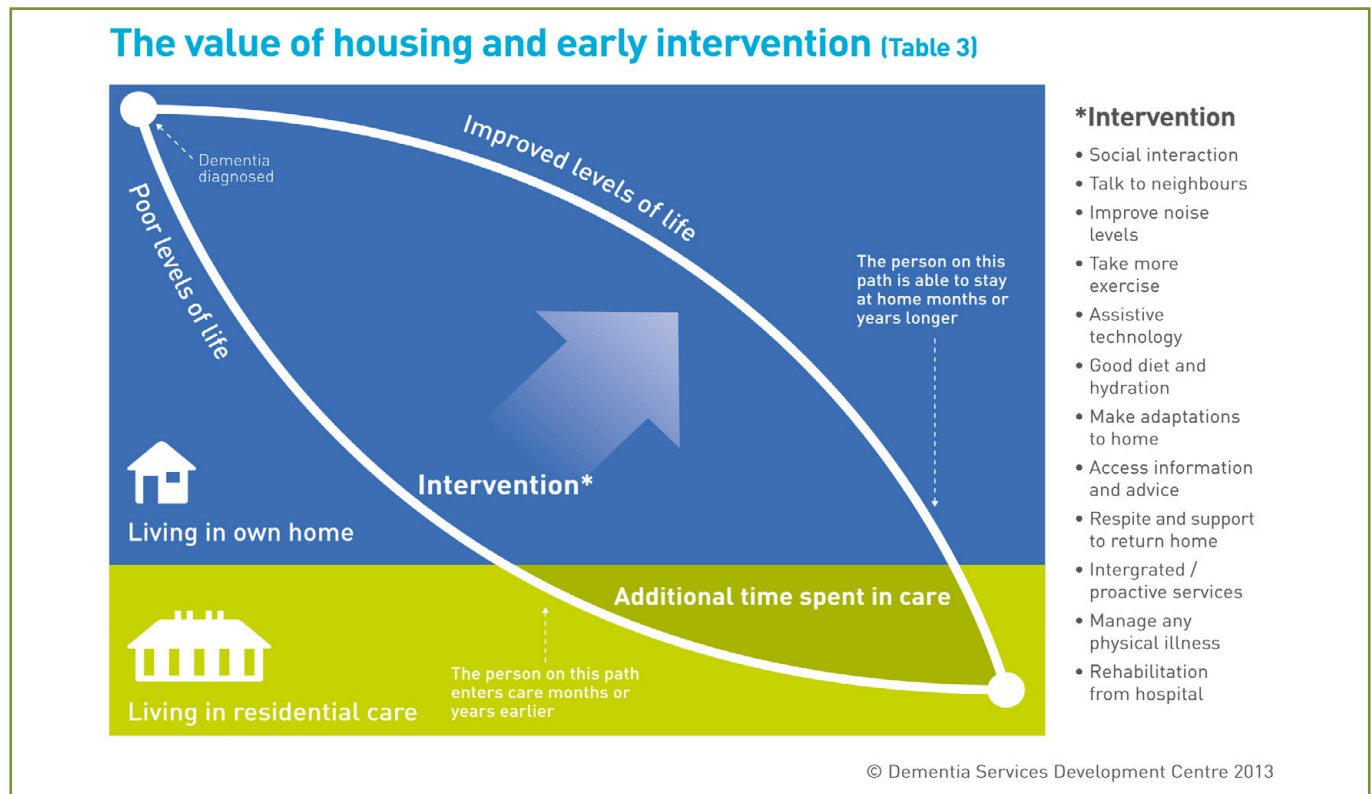 The value of housing and early intervention (Table 3)
Dementia
diagnosed
Improved levels of life
Poor levels of life
The person on this
path is able to stay
at home months or
years longer
Intervention*
Living in own home
Additional time spent in care
The person on this path
enters care months or
years earlier
Living in residential care
*Intervention
• Social interaction
• Talk to neighbours
• Improve noise
levels
• Take more
exercise
• Assistive
technology
• Good diet and
hydration
• Make adaptations
to home
• Access information
and advice
• Respite and support
to return home
• Intergrated /
proactive services
• Manage any
physical illness
• Rehabilitation
from hospital
© Dementia Services Development Centre 2013